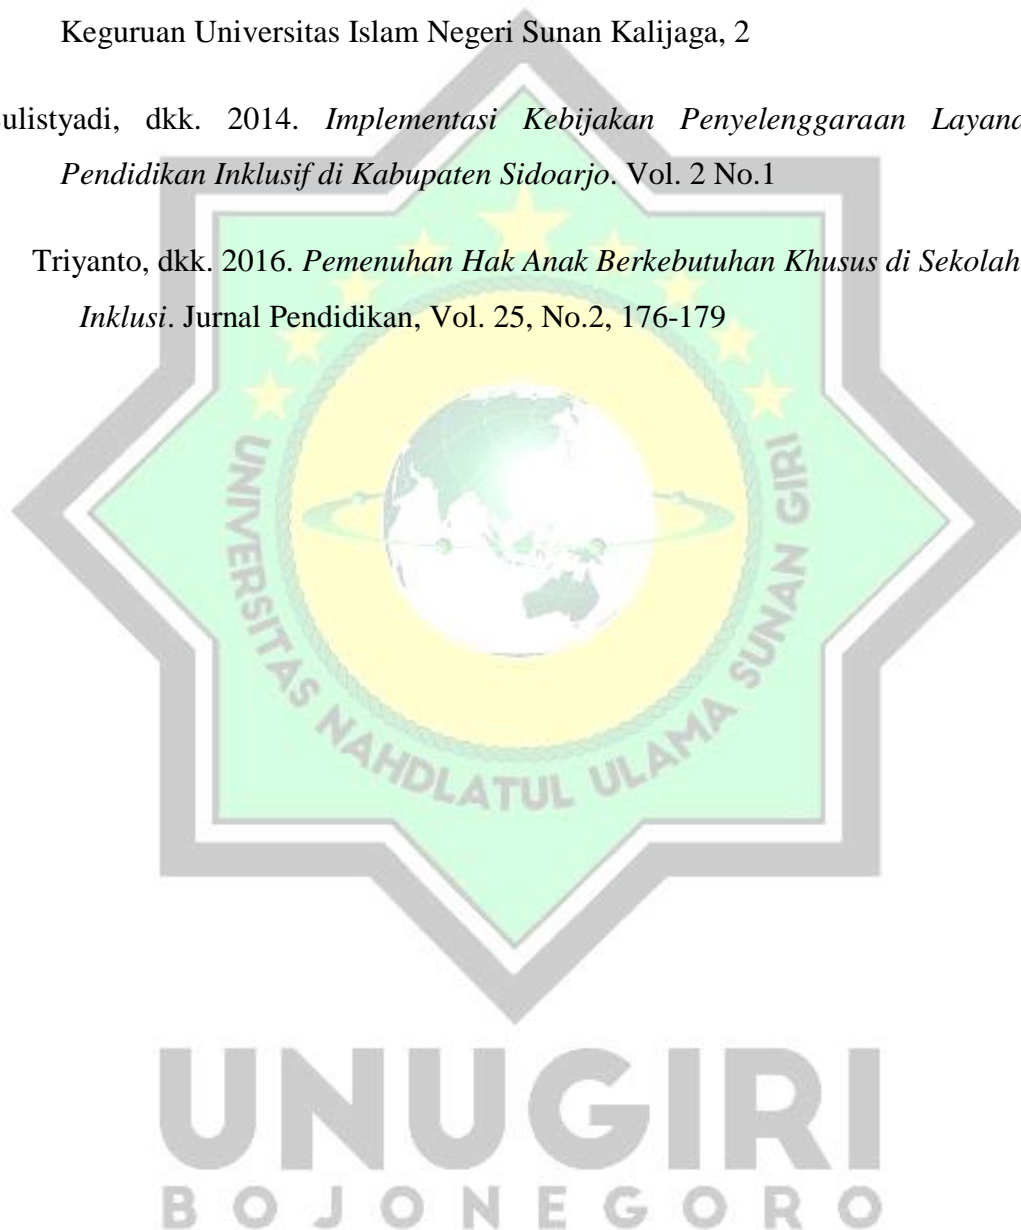 Keguruan Universitas Islam Negeri Sunan Kalijaga, 2
ulistyadi, dkk. 2014. Implementasi Kebijakan Penyelenggaraan Layana
Pendidikan Inklusif di Kabupaten Sidoarjo. Vol. 2 No.1
Triyanto, dkk. 2016. Pemenuhan Hak Anak Berkebutuhan Khusus di Sekolah
Inklusi. Jurnal Pendidikan, Vol. 25, No.2, 176-179
UNIVERSITAS NAHDLATUL ULAMA SUNAN GIRI
UNUGIRI
BOJONEGORO